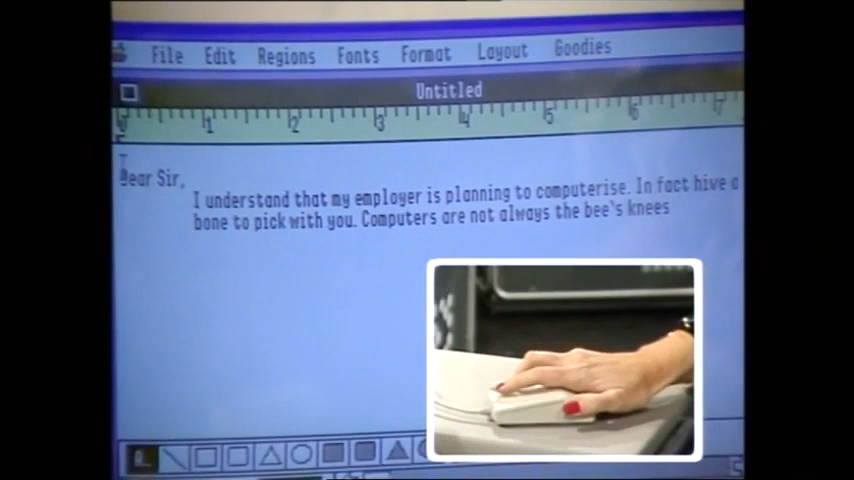 File Edit Regions Fonts Format Layout Goodies
Untitled
0 1 2 3 4 5 6 7
Dear Sir,
I understand that my employer is planning to computerise. In fact hive a
bone to pick with you. Computers are not always the bee's knees